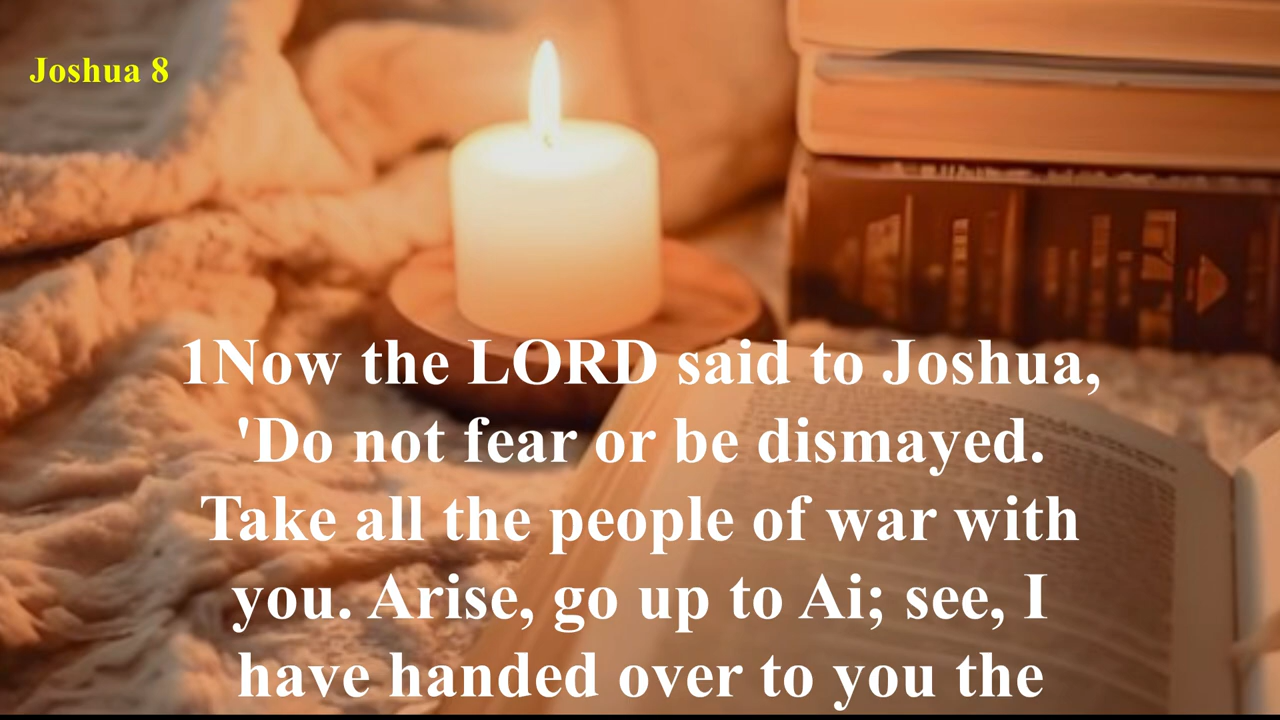 Joshua 8
1Now the LORD said to Joshua,
'Do not fear or be dismayed.
Take all the people of war with
you. Arise, go up to Ai; see, I
have handed over to you the